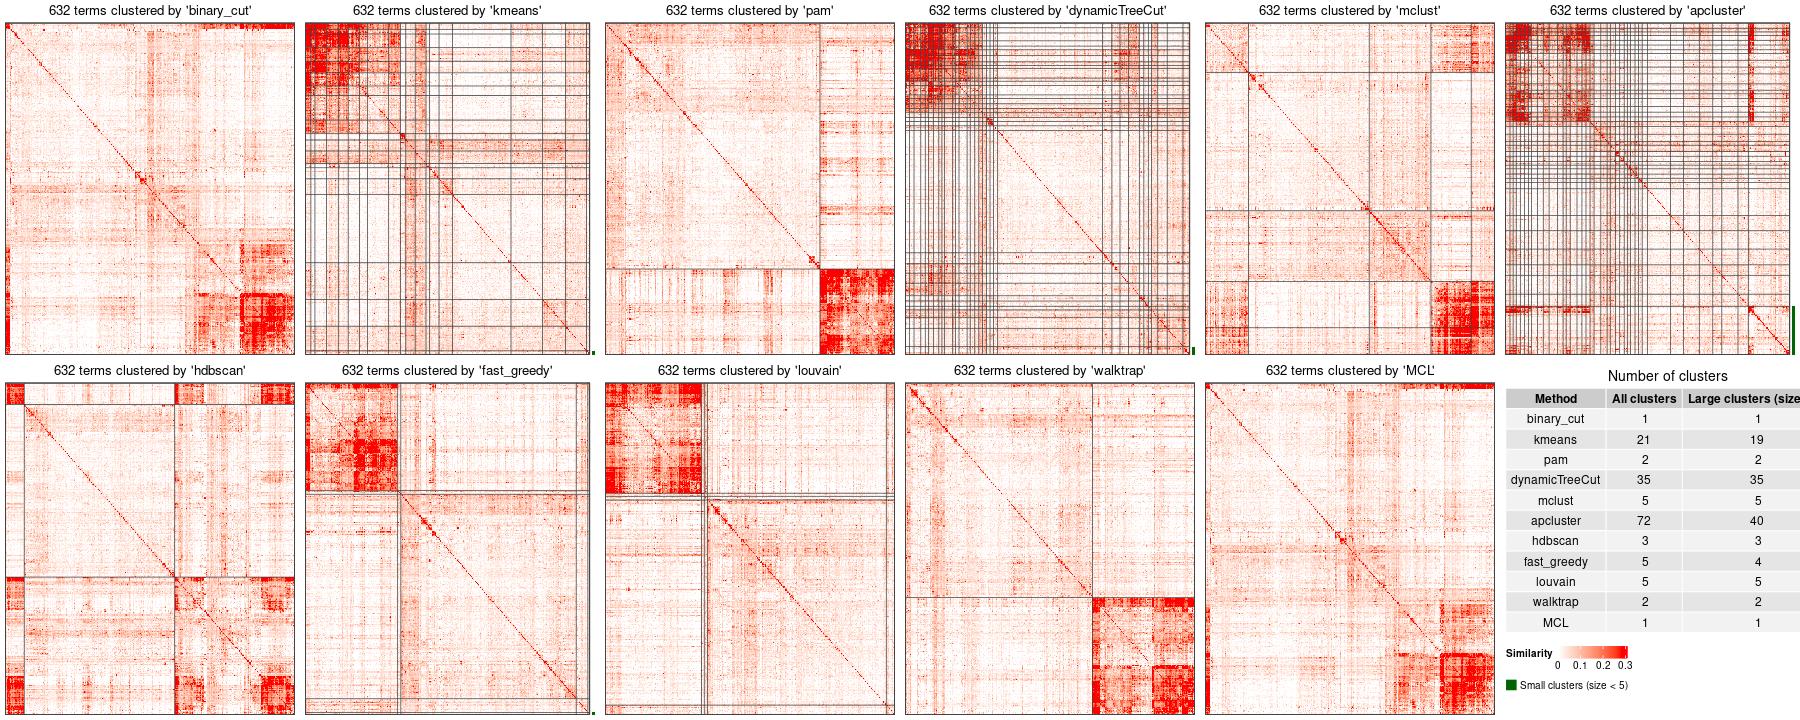 632 terms clustered by 'binary_cut'
632 terms clustered by 'kmeans'
632 terms clustered by 'pam'
632 terms clustered by 'dynamicTreeCut'
632 terms clustered by 'mclust'
632 terms clustered by 'apcluster'
632 terms clustered by 'hdbscan'
632 terms clustered by 'fast_greedy'
632 terms clustered by 'louvain'
632 terms clustered by 'walktrap'
632 terms clustered by 'MCL'
Number of clusters
Method All clusters Large clusters (size
binary_cut 1 1
kmeans 21 19
pam 2 2
dynamicTreeCut 35 35
mclust 5 5
apcluster 72 40
hdbscan 3 3
fast_greedy 5 4
louvain 5 5
walktrap 2 2
MCL 1 1
Similarity
0 0.1 0.2 0.3
Small clusters (size < 5)